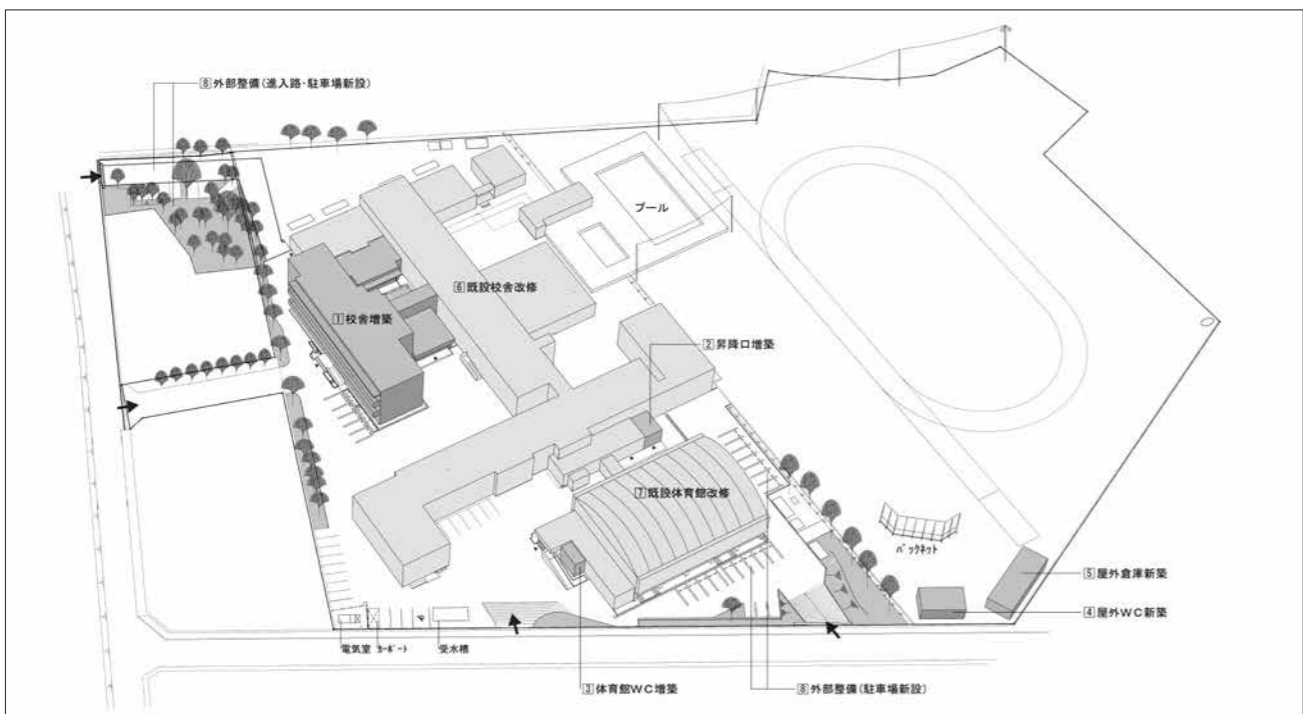 ⑧外部整備(進入路・駐車場新設)
プール
⑥既設校舎改修
①校舎増築
②昇降口増築
⑦既設体育館改修
バックネット
⑤屋外倉庫新築
④屋外WC新築
電気室 カーポート 受水槽
③体育館WC増築
⑧外部整備(駐車場新設)